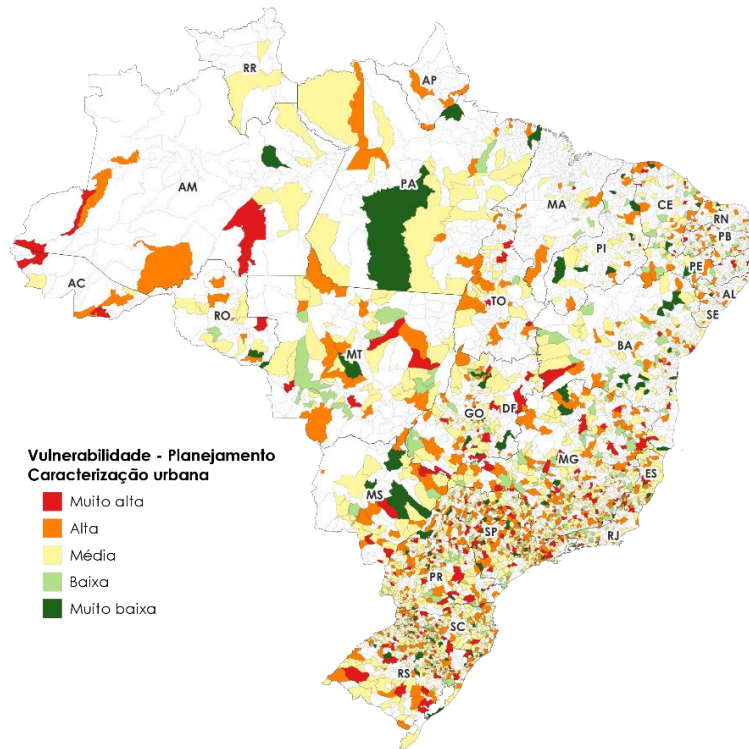 RR
AP
AM
PA
MA
CE
RN
PB
PI
PE
AC
AL
TO
SE
RO
BA
MT
DF
GO
Vulnerabilidade - Planejamento
Caracterização urbana
MG
ES
Muito alta
MS
Alta
SP
RJ
Média
Baixa
PR
Muito baixa
SC
RS